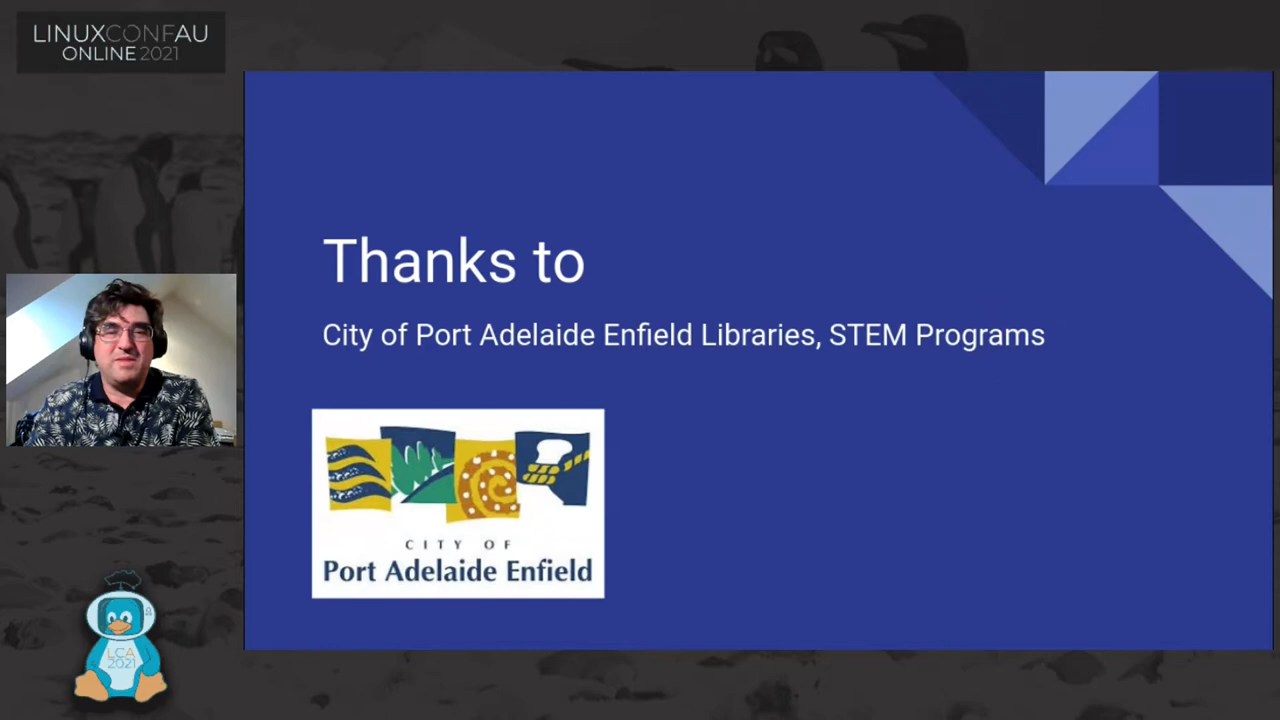 LINUXCONFAU
ONLINE 2021
Thanks to
City of Port Adelaide Enfield Libraries, STEM Programs
CITY OF
Port Adelaide Enfield
LCA
2021